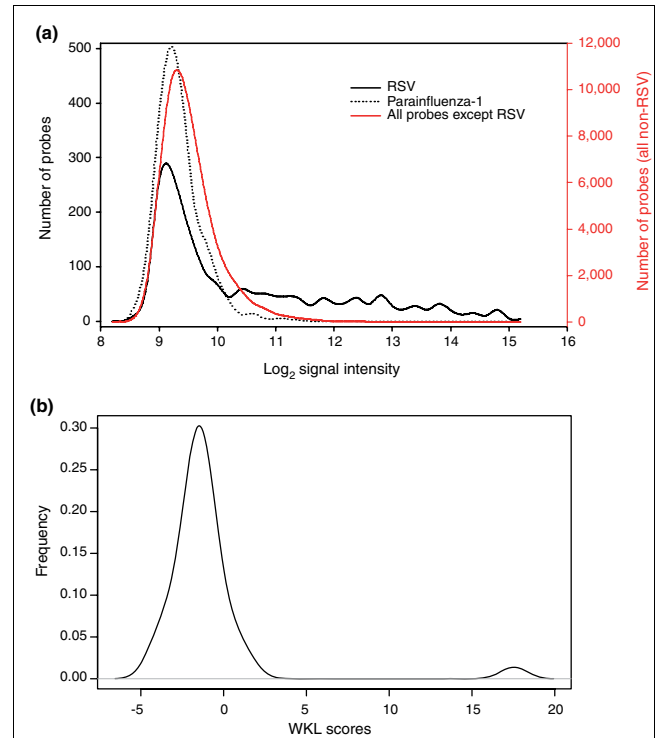 (a)
500
400
300
200
100
0
Number of probes
RSV
Parainfluenza-1
All probes except RSV
12,000
10,000
8,000
6,000
4,000
2,000
0
Number of probes (all non-RSV)
8 9 10 11 12 13 14 15 16
Log2 signal intensity
(b)
0.30
0.25
0.20
0.15
0.10
0.05
0.00
Frequency
-5 0 5 10 15 20
WKL scores